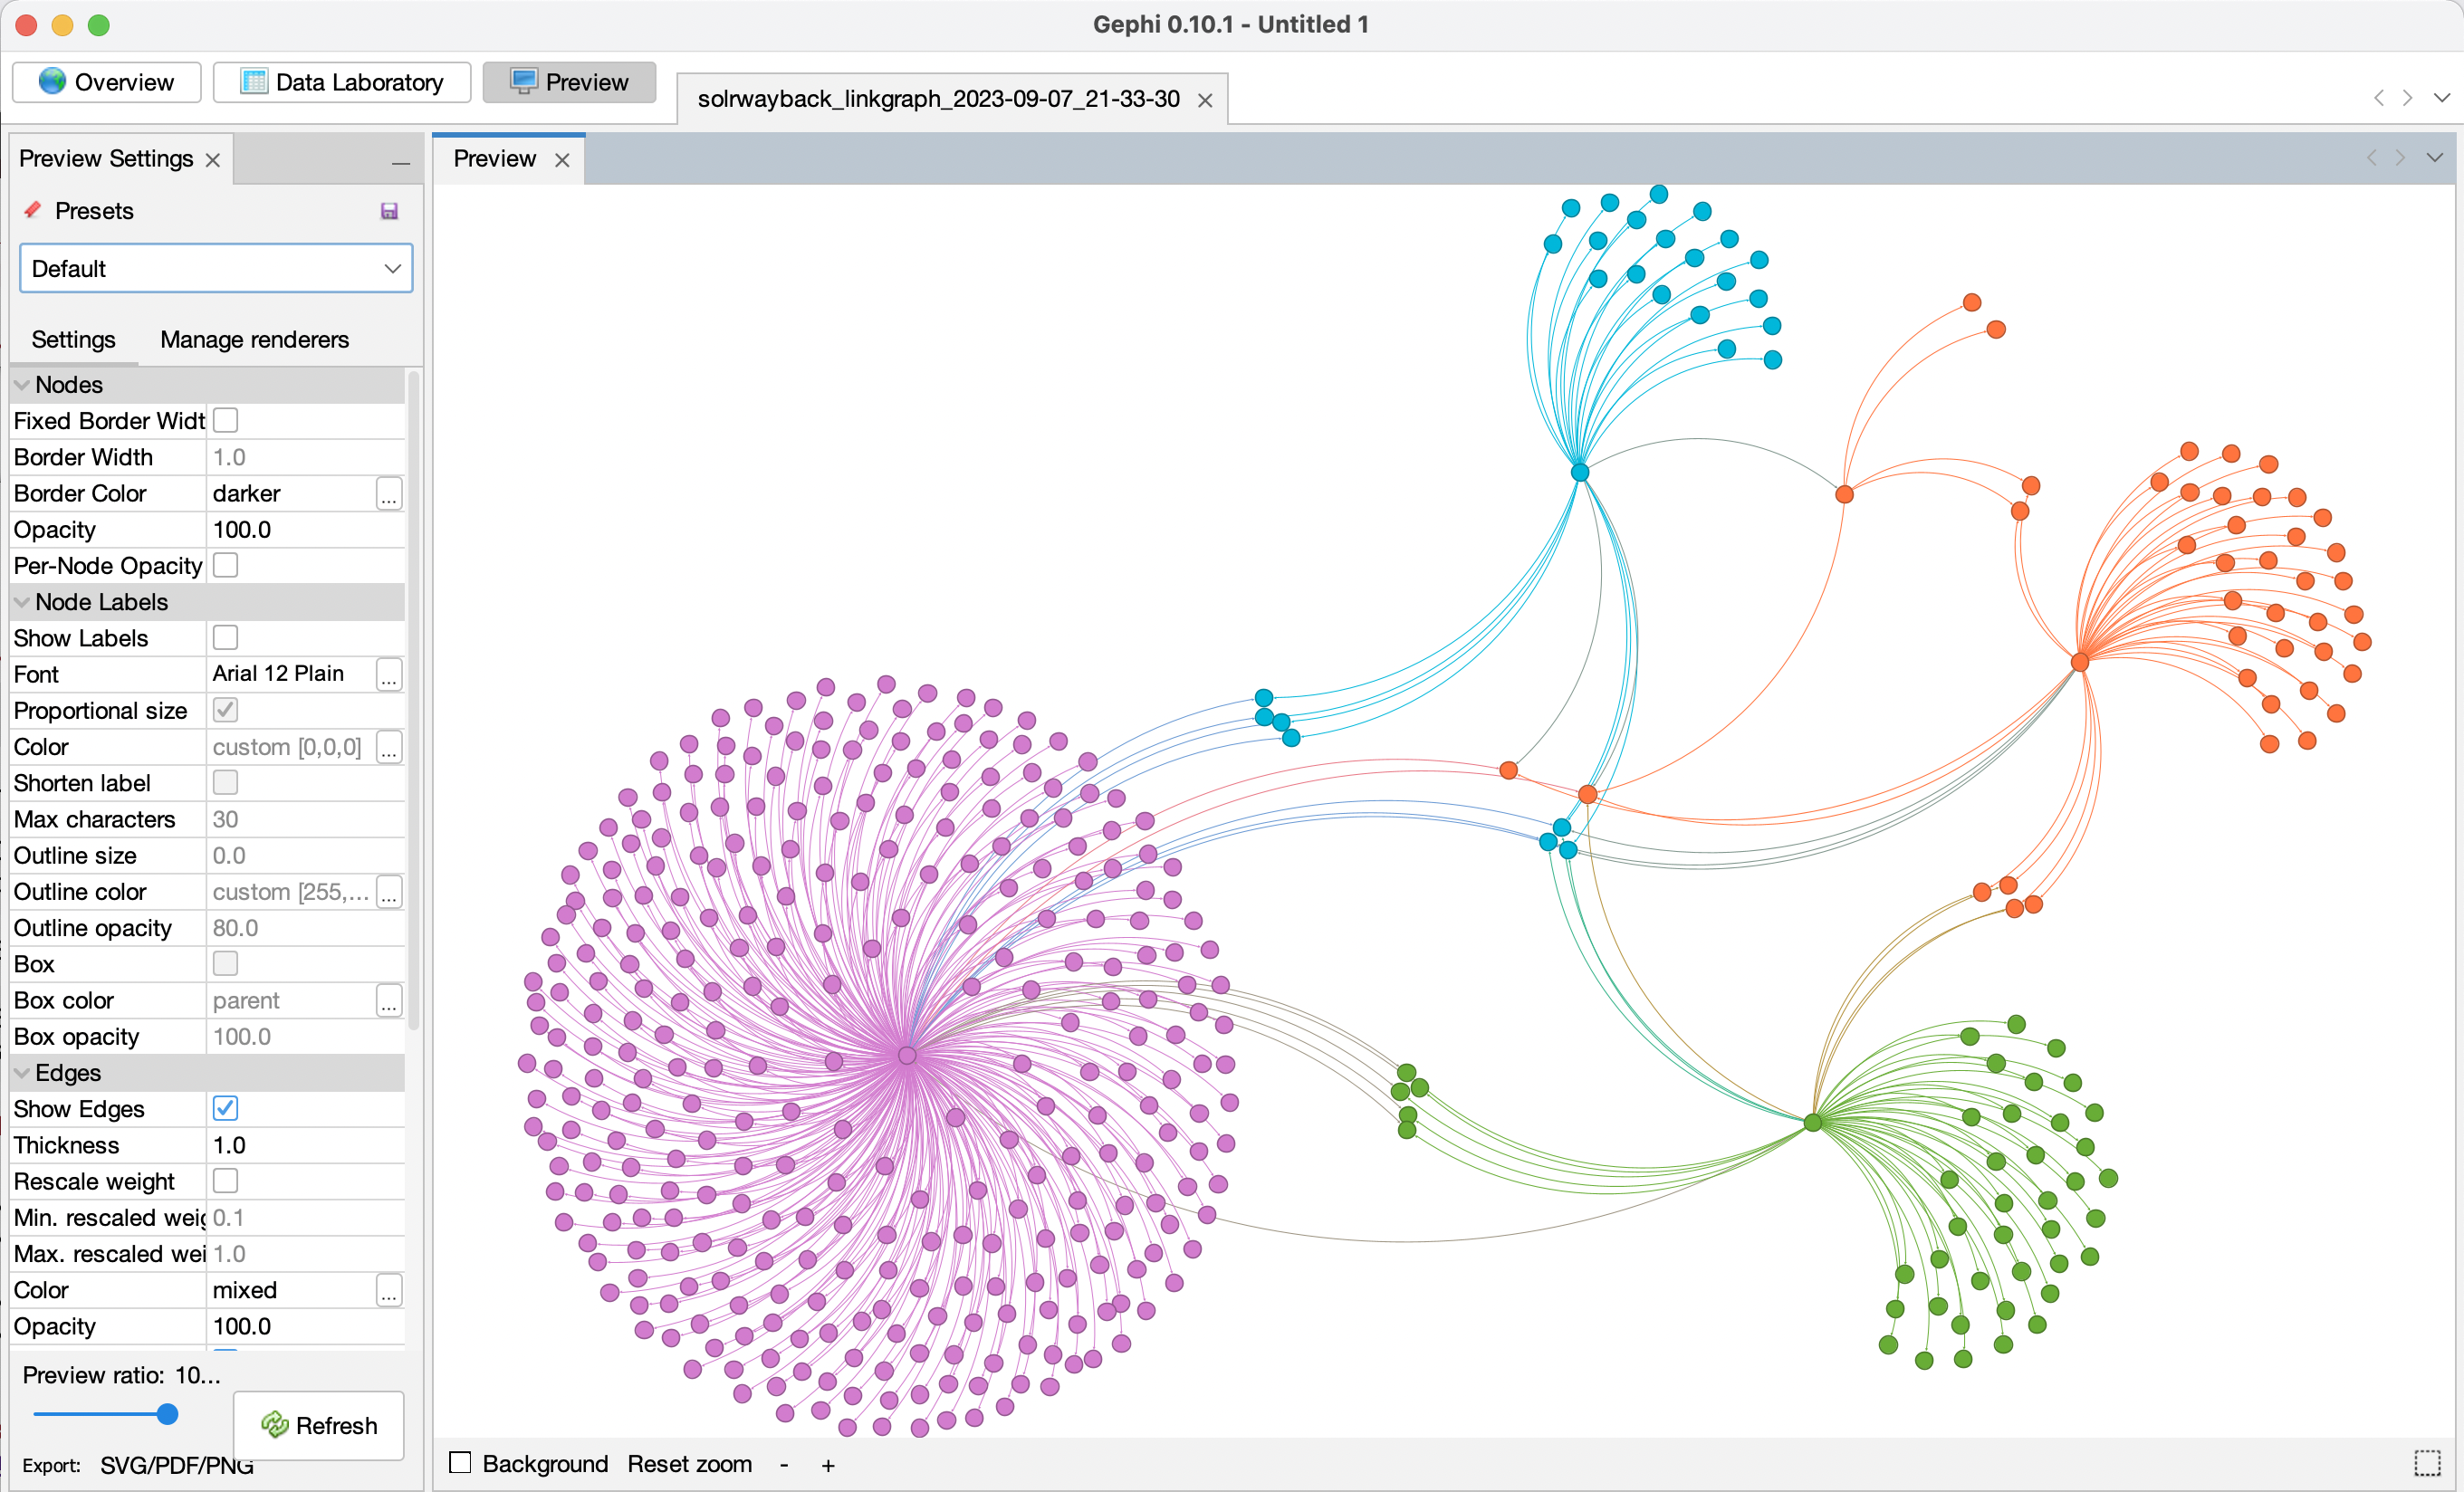 Gephi 0.10.1 - Untitled 1
Overview
Data Laboratory
Preview
solrwayback_linkgraph_2023-09-07_21-33-30
Preview Settings
Presets
Default
Settings
Manage renderers
Nodes
Fixed Border Widt
Border Width 1.0
Border Color darker ...
Opacity 100.0
Per-Node Opacity
Node Labels
Show Labels
Font Arial 12 Plain ...
Proportional size
Color custom [0,0,0] ...
Shorten label
Max characters 30
Outline size 0.0
Outline color custom [255,... ...
Outline opacity 80.0
Box
Box color parent ...
Box opacity 100.0
Edges
Show Edges
Thickness 1.0
Rescale weight
Min. rescaled weig 0.1
Max. rescaled wei 1.0
Color mixed ...
Opacity 100.0
Preview ratio: 10...
Refresh
Export: SVG/PDF/PNG
Preview
Background Reset zoom - +